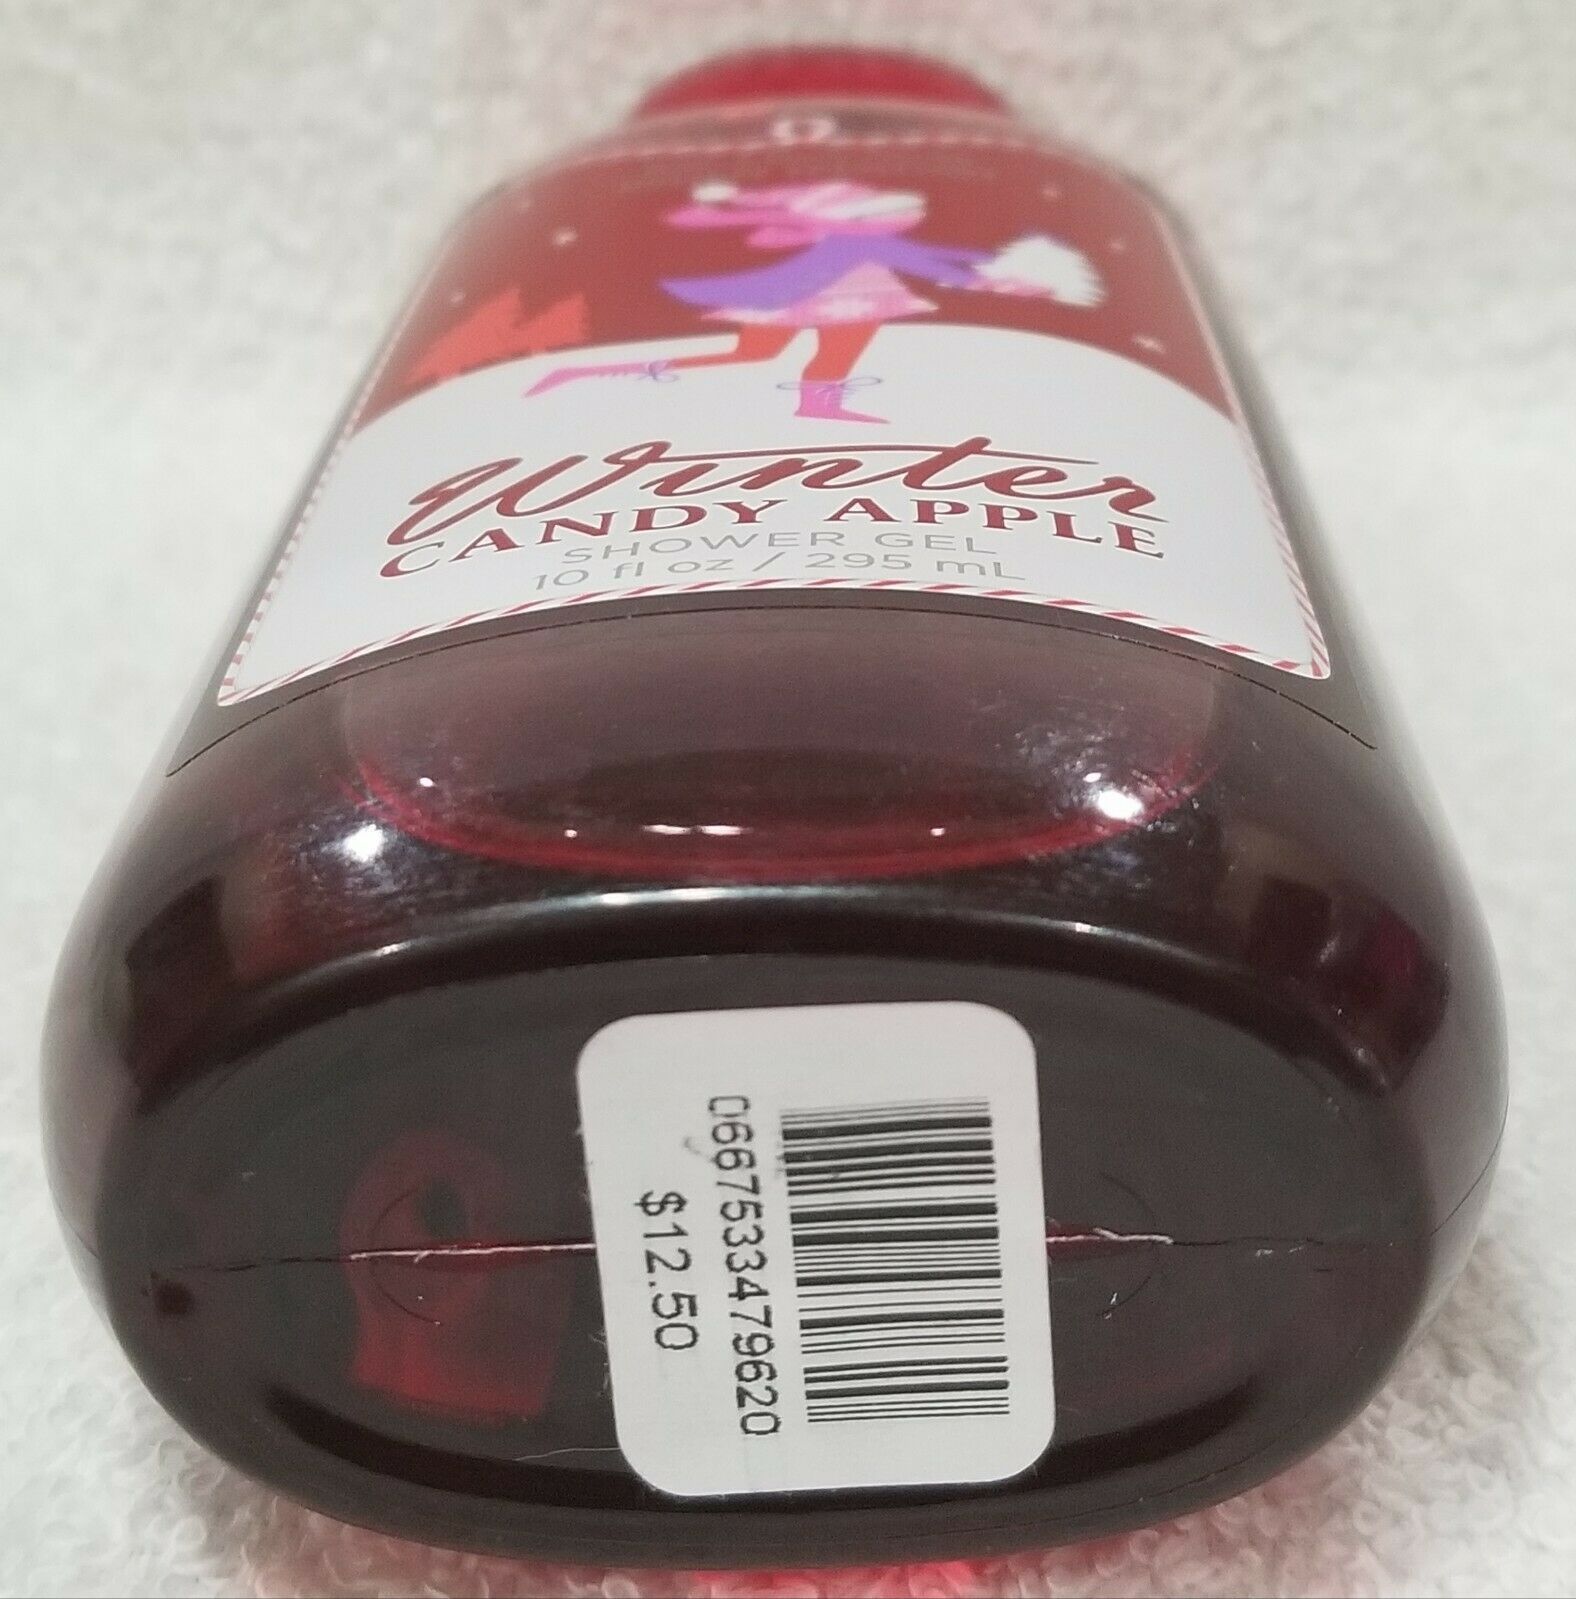 Winter
CANDY APPLE
SHOWER GEL
10 fl oz / 295 mL
0667533479620
$12.50